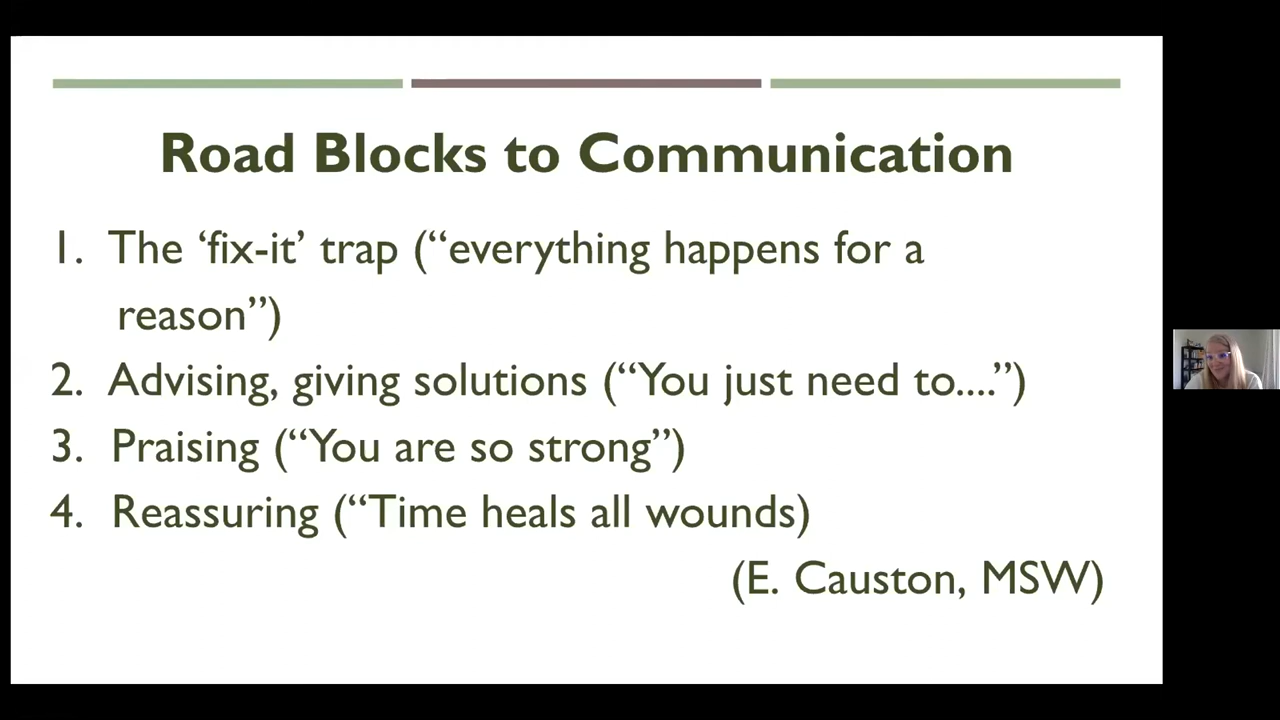 Road Blocks to Communication
1. The ‘fix-it’ trap (“everything happens for a
reason”)
2. Advising, giving solutions (“You just need to....”)
3. Praising (“You are so strong”)
4. Reassuring (“Time heals all wounds)
(E. Causton, MSW)